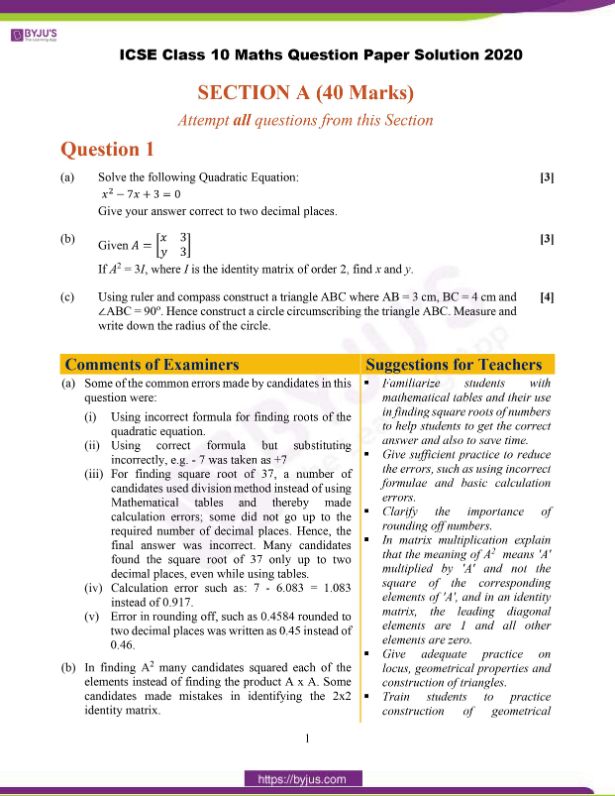 BYJU'S
The Learning App
ICSE Class 10 Maths Question Paper Solution 2020
SECTION A (40 Marks)
Attempt all questions from this Section
Question 1
(a) Solve the following Quadratic Equation: [3]
x² – 7x + 3 = 0
Give your answer correct to two decimal places.
(b) Given A = [x 3 [3]
y 3]
If A² = 3I, where I is the identity matrix of order 2, find x and y.
(c) Using ruler and compass construct a triangle ABC where AB = 3 cm, BC = 4 cm and [4]
∠ABC = 90º. Hence construct a circle circumscribing the triangle ABC. Measure and
write down the radius of the circle.
Comments of Examiners
(a) Some of the common errors made by candidates in this
question were:
(i) Using incorrect formula for finding roots of the
quadratic equation.
(ii) Using correct formula but substituting
incorrectly, e.g. - 7 was taken as +7
(iii) For finding square root of 37, a number of
candidates used division method instead of using
Mathematical tables and thereby made
calculation errors; some did not go up to the
required number of decimal places. Hence, the
final answer was incorrect. Many candidates
found the square root of 37 only up to two
decimal places, even while using tables.
(iv) Calculation error such as: 7 - 6.083 = 1.083
instead of 0.917.
(v) Error in rounding off, such as 0.4584 rounded to
two decimal places was written as 0.45 instead of
0.46.
(b) In finding A² many candidates squared each of the
elements instead of finding the product A x A. Some
candidates made mistakes in identifying the 2x2
identity matrix.
Suggestions for Teachers
▪ Familiarize students with
mathematical tables and their use
in finding square roots of numbers
to help students to get the correct
answer and also to save time.
▪ Give sufficient practice to reduce
the errors, such as using incorrect
formulae and basic calculation
errors.
▪ Clarify the importance of
rounding off numbers.
▪ In matrix multiplication explain
that the meaning of A² means 'A'
multiplied by 'A' and not the
square of the corresponding
elements of 'A', and in an identity
matrix, the leading diagonal
elements are 1 and all other
elements are zero.
▪ Give adequate practice on
locus, geometrical properties and
construction of triangles.
▪ Train students to practice
construction of geometrical
1
https://byjus.com